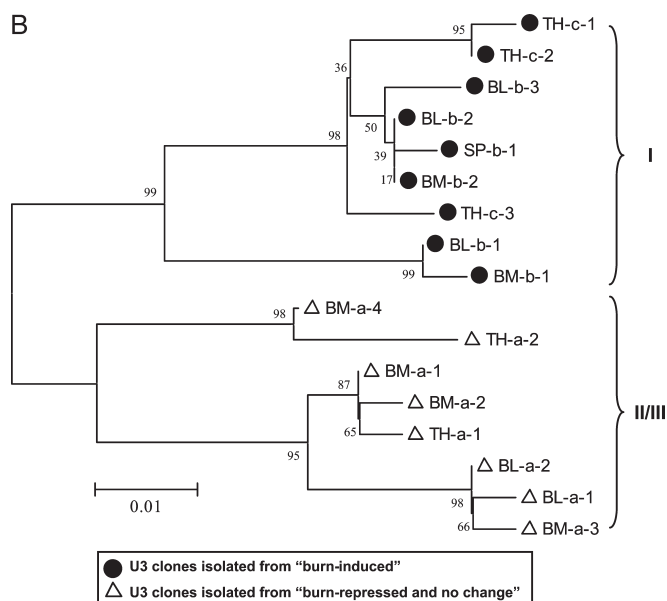 B
95
TH-c-1
TH-c-2
36
BL-b-3
BL-b-2
50
98
SP-b-1
39
I
17
BM-b-2
99
TH-c-3
BL-b-1
99
BM-b-1
98
BM-a-4
TH-a-2
BM-a-1
87
BM-a-2
II/III
65
TH-a-1
95
BL-a-2
98
BL-a-1
0.01
66
BM-a-3
U3 clones isolated from “burn-induced”
U3 clones isolated from “burn-repressed and no change”